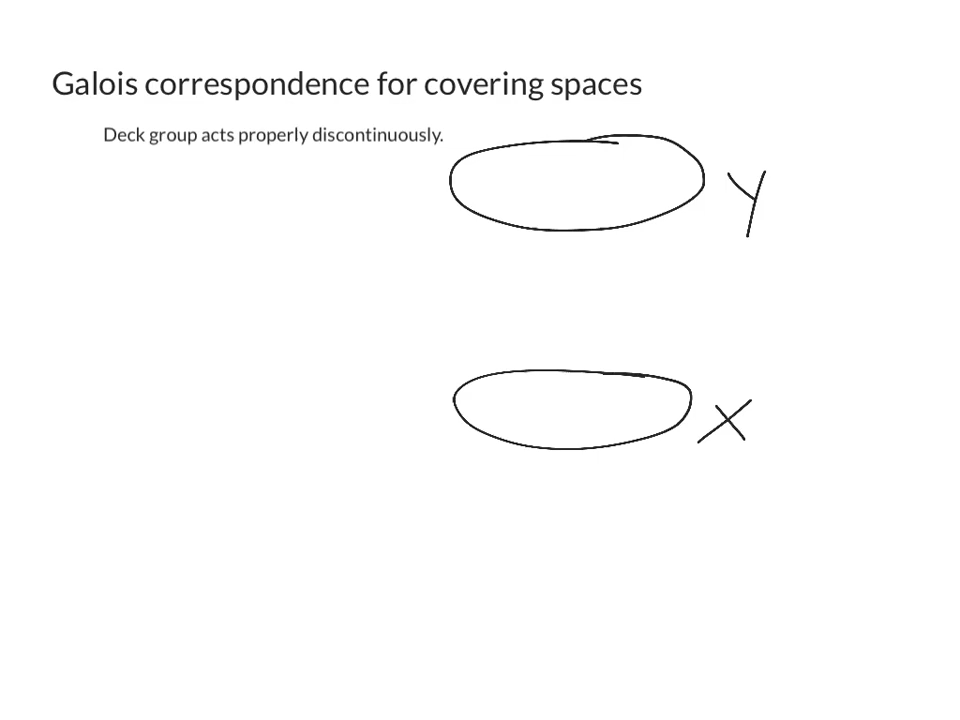 Galois correspondence for covering spaces
Deck group acts properly discontinuously.
Y
X